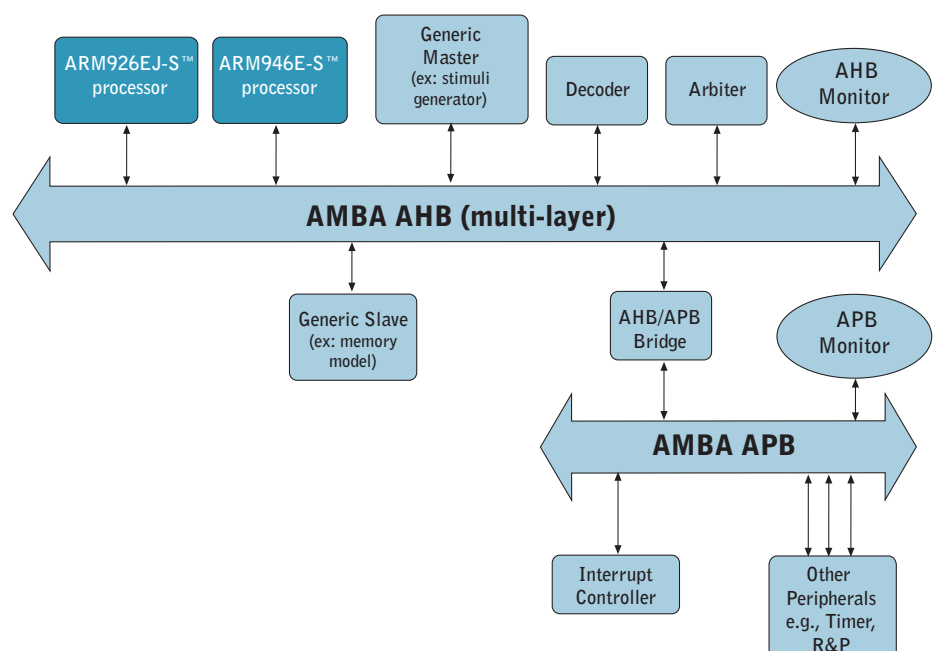 ARM926EJ-S™
processor
ARM946E-S™
processor
Generic
Master
(ex: stimuli
generator)
Decoder
Arbiter
AHB
Monitor
AMBA AHB (multi-layer)
Generic Slave
(ex: memory
model)
AHB/APB
Bridge
APB
Monitor
AMBA APB
Interrupt
Controller
Other
Peripherals
e.g., Timer,
R&P